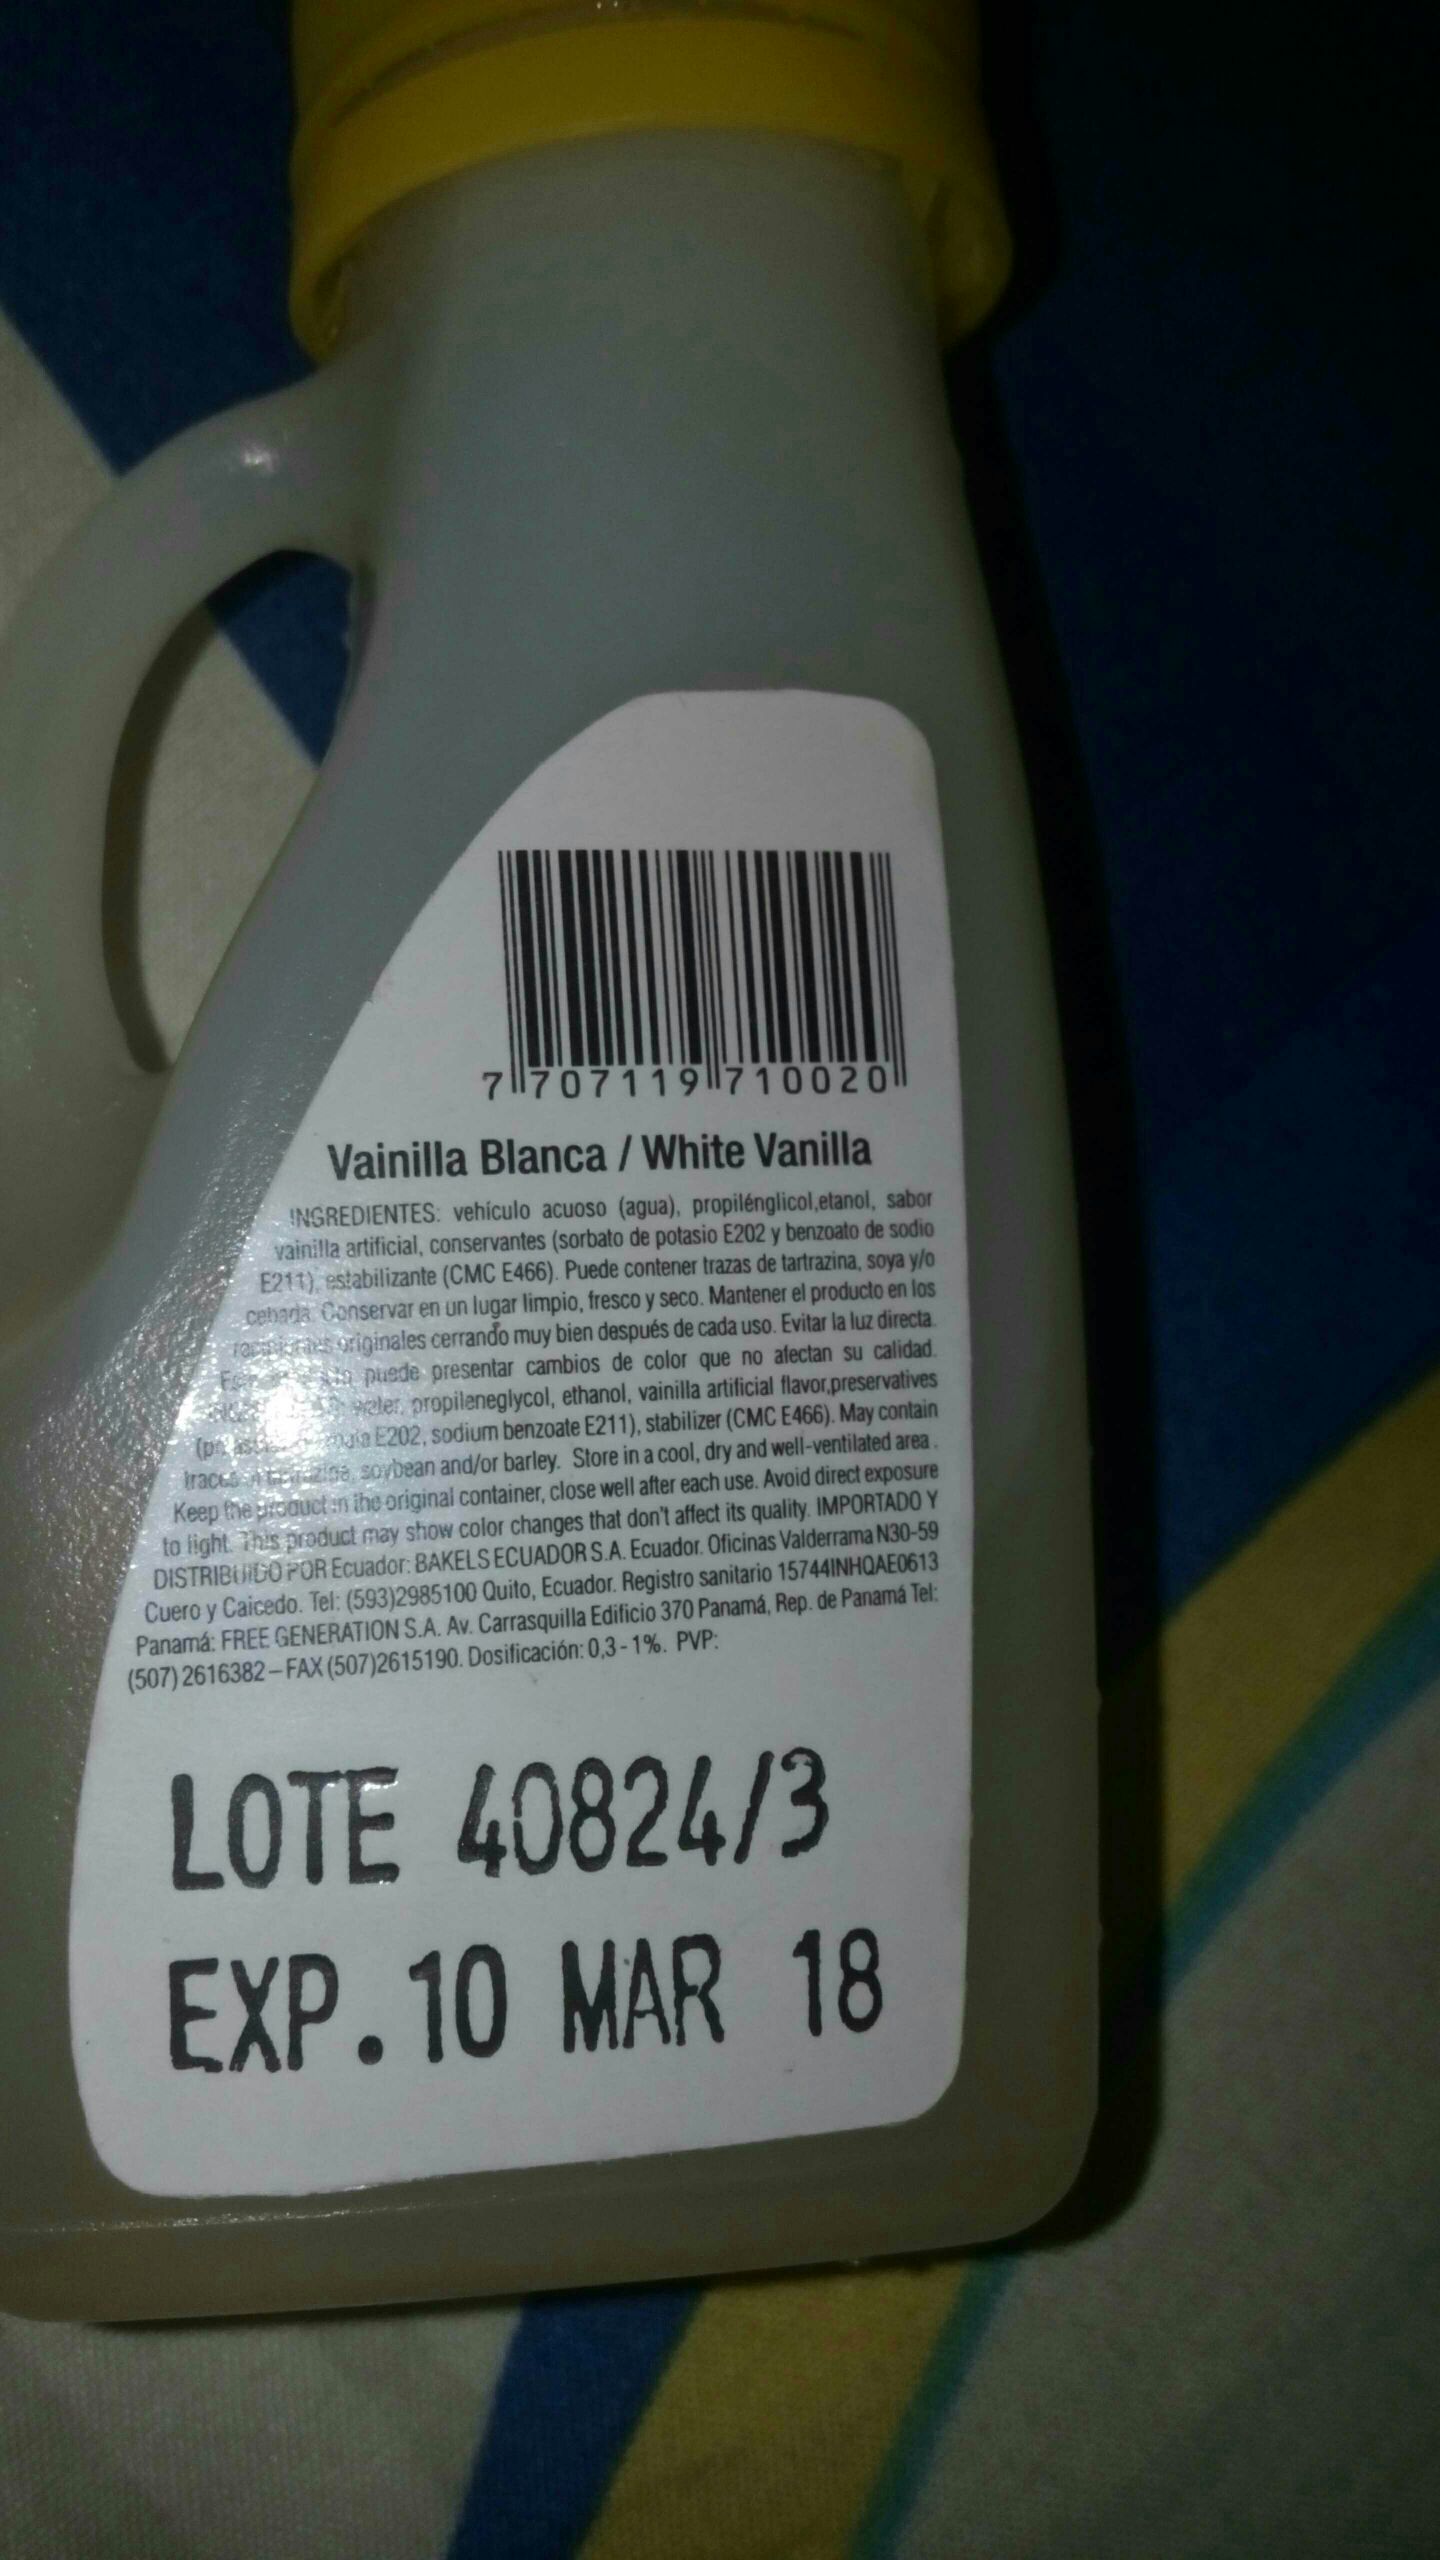 7 707119 710020
Vainilla Blanca / White Vanilla
INGREDIENTES: vehículo acuoso (agua), propilénglicol,etanol, sabor
vainilla artificial, conservantes (sorbato de potasio E202 y benzoato de sodio
E211), estabilizante (CMC E466). Puede contener trazas de tartrazina, soya y/o
cebada. Conservar en un lugar limpio, fresco y seco. Mantener el producto en los
originales cerrando muy bien después de cada uso. Evitar la luz directa.
puede presentar cambios de color que no afectan su calidad.
water, propileneglycol, ethanol, vainilla artificial flavor,preservatives
E202, sodium benzoate E211), stabilizer (CMC E466). May contain
traces soybean and/or barley. Store in a cool, dry and well-ventilated area .
Keep the product in the original container, close well after each use. Avoid direct exposure
to light. This product may show color changes that don't affect its quality. IMPORTADO Y
DISTRIBUIDO POR Ecuador: BAKELS ECUADOR S.A. Ecuador. Oficinas Valderrama N30-59
Cuero y Caicedo. Tel: (593)2985100 Quito, Ecuador. Registro sanitario 15744INHQAE0613
Panamá: FREE GENERATION S.A. Av. Carrasquilla Edificio 370 Panamá, Rep. de Panamá Tel:
(507) 2616382 – FAX (507)2615190. Dosificación: 0,3 - 1%. PVP:
LOTE 40824/3
EXP. 10 MAR 18